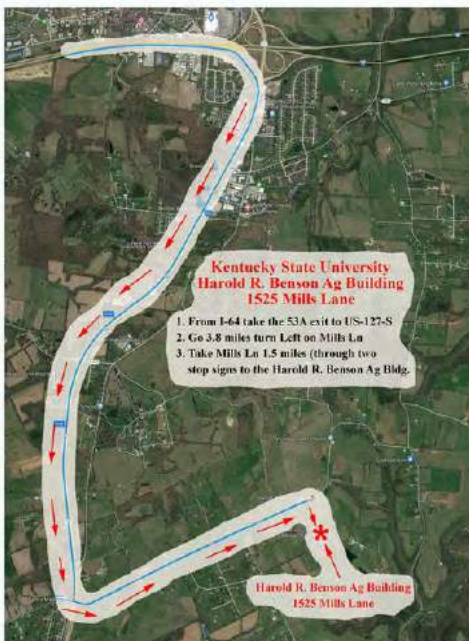 Kentucky State University
Harold R. Benson Ag Building
1525 Mills Lane
1. From I-64 take the 53A exit to US-127-S
2. Go 3.8 miles turn Left on Mills Ln
3. Take Mills Ln 1.5 miles (through two
stop signs to the Harold R. Benson Ag Bldg.
*
Harold R. Benson Ag Building
1525 Mills Lane